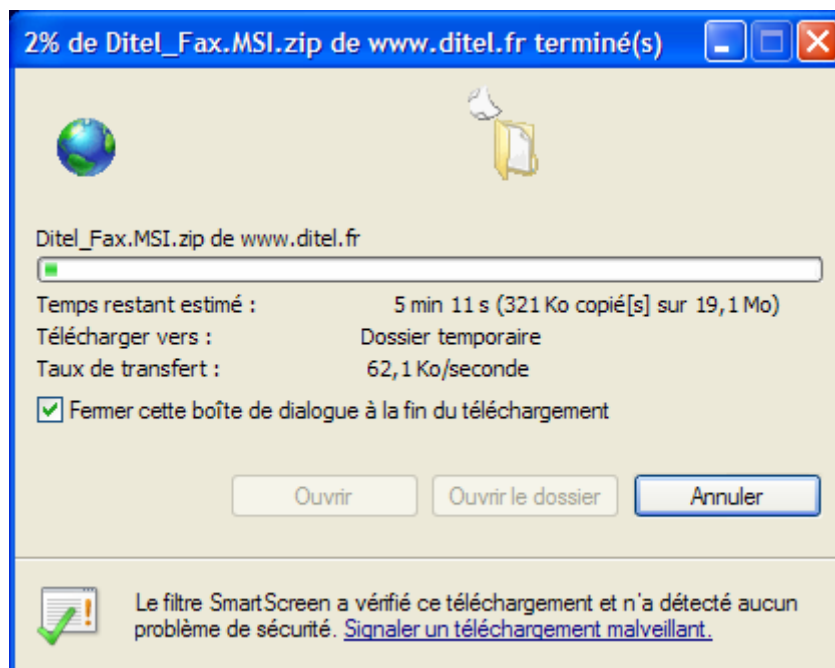 2% de Ditel_Fax.MSI.zip de www.ditel.fr terminé(s)
Ditel_Fax.MSI.zip de www.ditel.fr
Temps restant estimé : 5 min 11 s (321 Ko copié[s] sur 19,1 Mo)
Télécharger vers : Dossier temporaire
Taux de transfert : 62,1 Ko/seconde
Fermer cette boîte de dialogue à la fin du téléchargement
Ouvrir Ouvrir le dossier Annuler
Le filtre SmartScreen a vérifié ce téléchargement et n'a détecté aucun
problème de sécurité. Signaler un téléchargement malveillant.